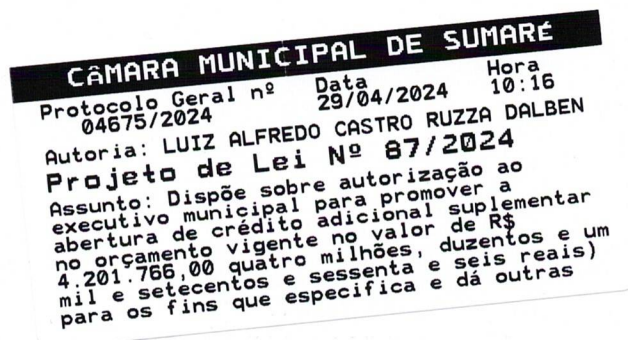 CÂMARA MUNICIPAL DE SUMARÉ
Protocolo Geral nº Data Hora
04675/2024 29/04/2024 10:16
Autoria: LUIZ ALFREDO CASTRO RUZZA DALBEN
Projeto de Lei Nº 87/2024
Assunto: Dispõe sobre autorização ao
executivo municipal para promover a
abertura de crédito adicional suplementar
no orçamento vigente no valor de R$
4.201.766,00 quatro milhões, duzentos e um
mil e setecentos e sessenta e seis reais)
para os fins que especifica e dá outras